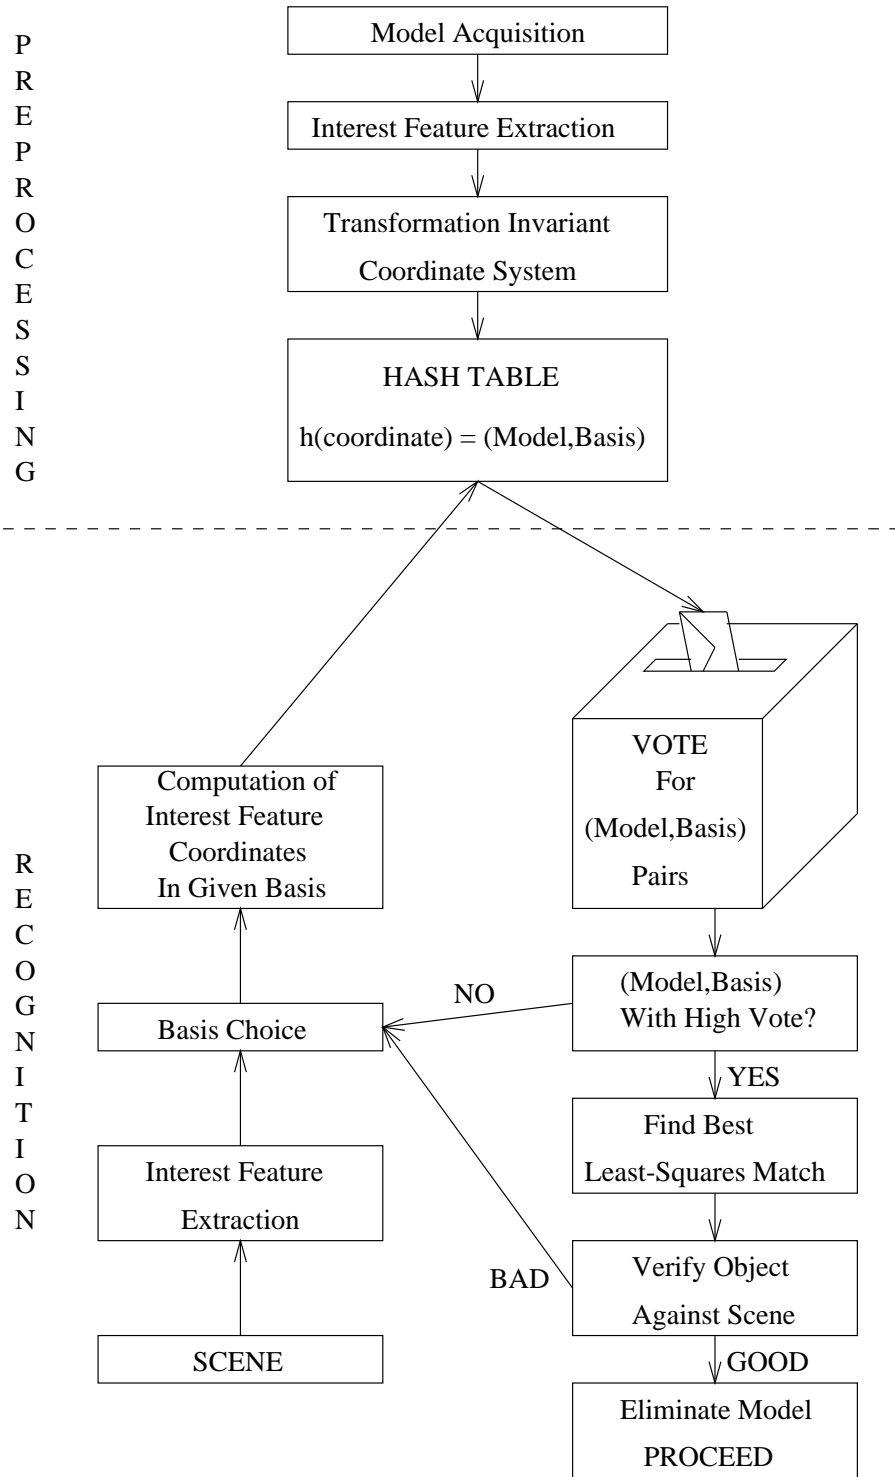 PREPROCESSING
Model Acquisition
Interest Feature Extraction
Transformation Invariant
Coordinate System
HASH TABLE
h(coordinate) = (Model,Basis)
RECOGNITION
Computation of
Interest Feature
Coordinates
In Given Basis
Basis Choice
Interest Feature
Extraction
SCENE
VOTE
For
(Model,Basis)
Pairs
NO
(Model,Basis)
With High Vote?
YES
Find Best
Least-Squares Match
BAD
Verify Object
Against Scene
GOOD
Eliminate Model
PROCEED